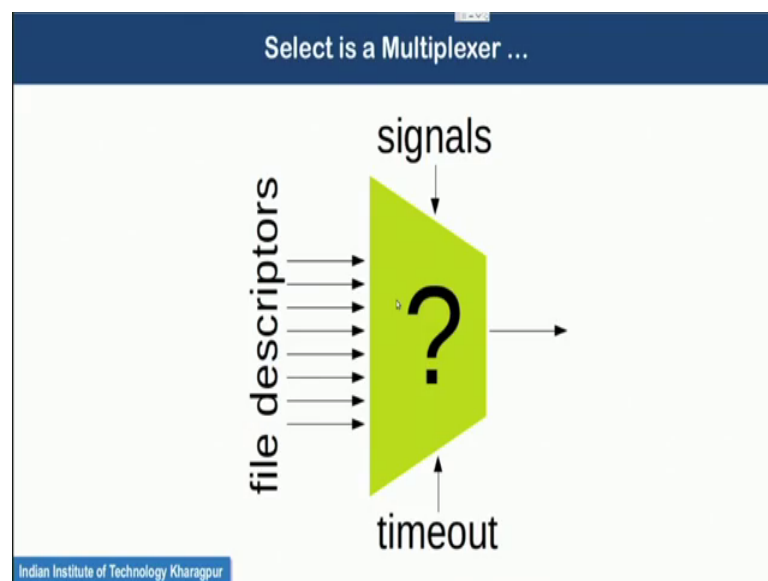 Select is a Multiplexer ...
signals
file descriptors
?
timeout
Indian Institute of Technology Kharagpur